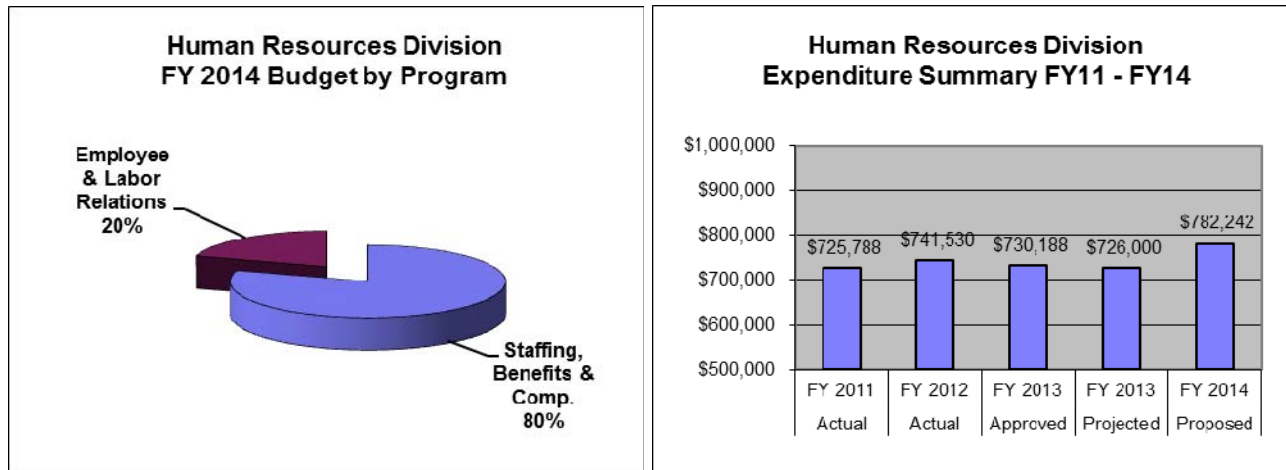 Human Resources Division
FY 2014 Budget by Program
Employee
& Labor
Relations
20%
Staffing,
Benefits &
Comp.
80%
Human Resources Division
Expenditure Summary FY11 - FY14
$1,000,000
$900,000
$800,000
$700,000
$600,000
$500,000
$725,788
$741,530
$730,188
$726,000
$782,242
FY 2011
FY 2012
FY 2013
FY 2013
FY 2014
Actual
Actual
Approved
Projected
Proposed